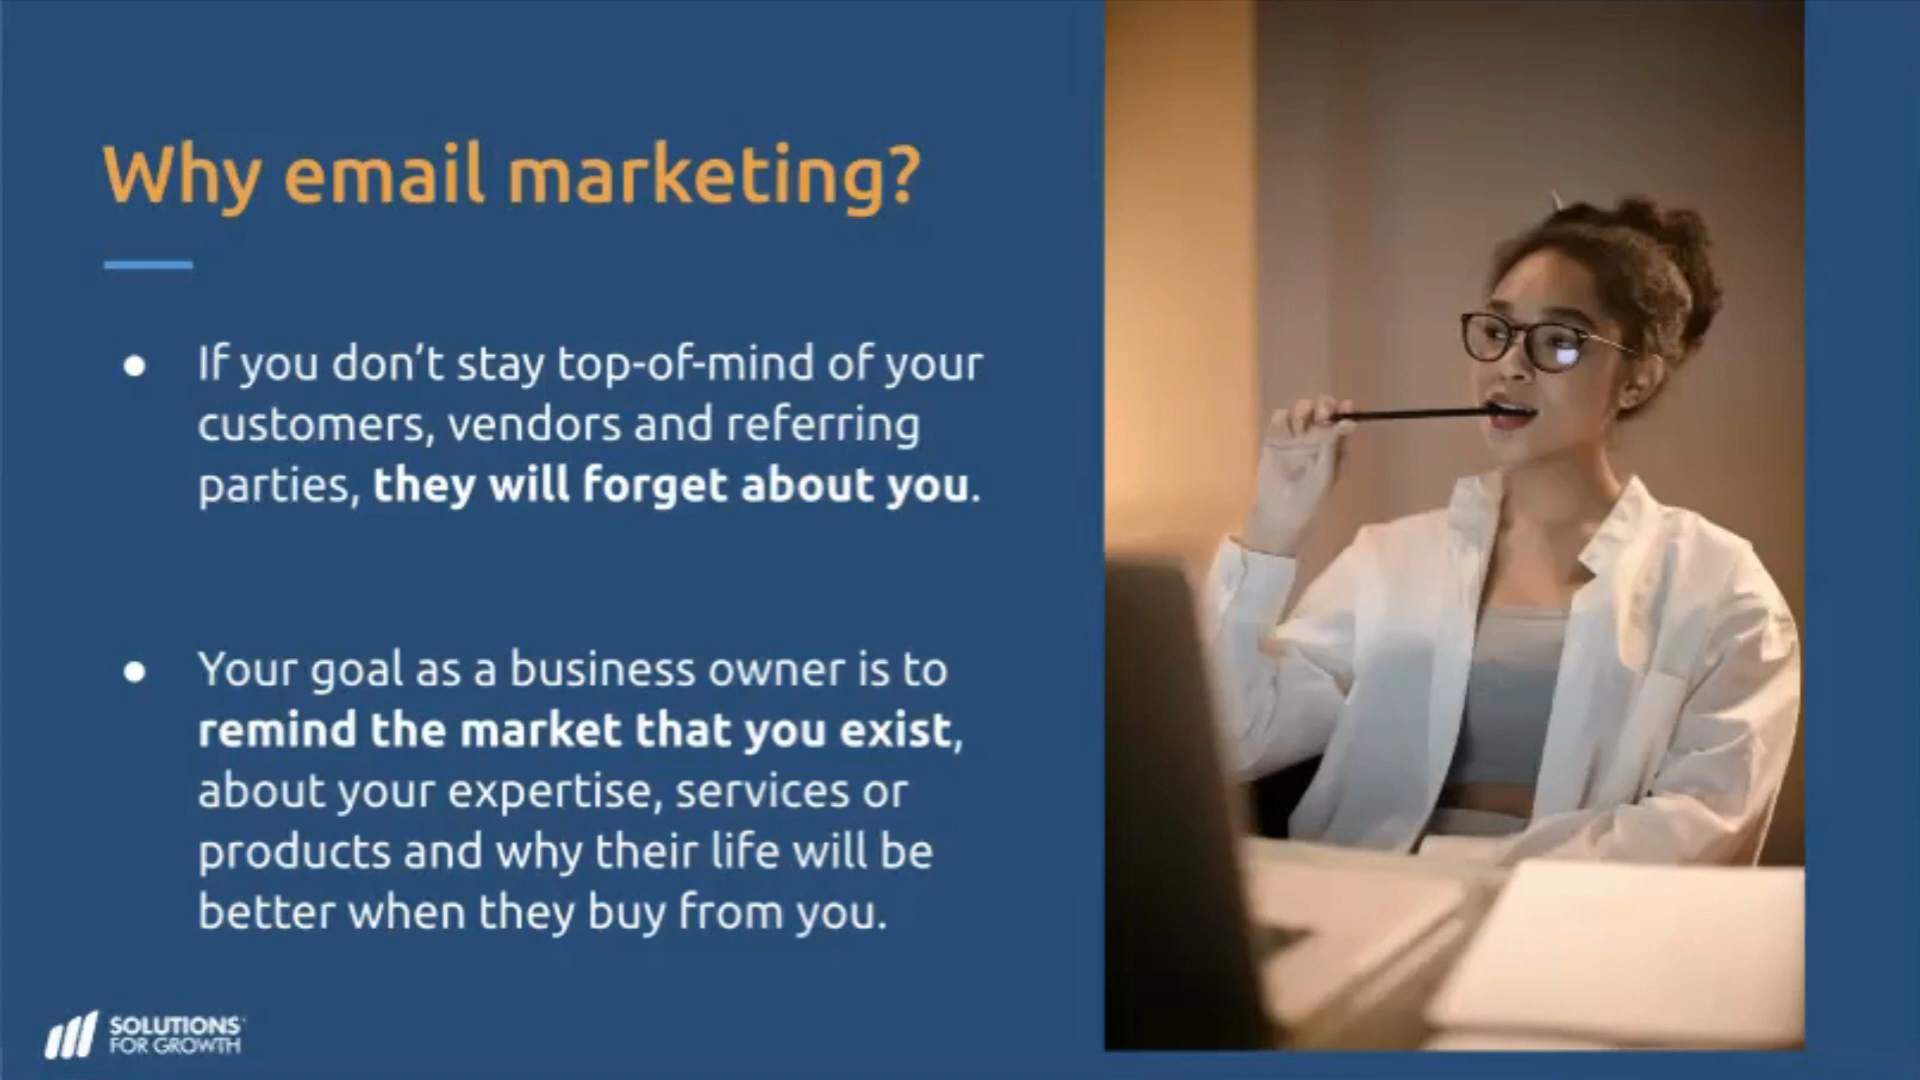 Why email marketing?
● If you don’t stay top-of-mind of your
customers, vendors and referring
parties, they will forget about you.
● Your goal as a business owner is to
remind the market that you exist,
about your expertise, services or
products and why their life will be
better when they buy from you.
SOLUTIONS
FOR GROWTH